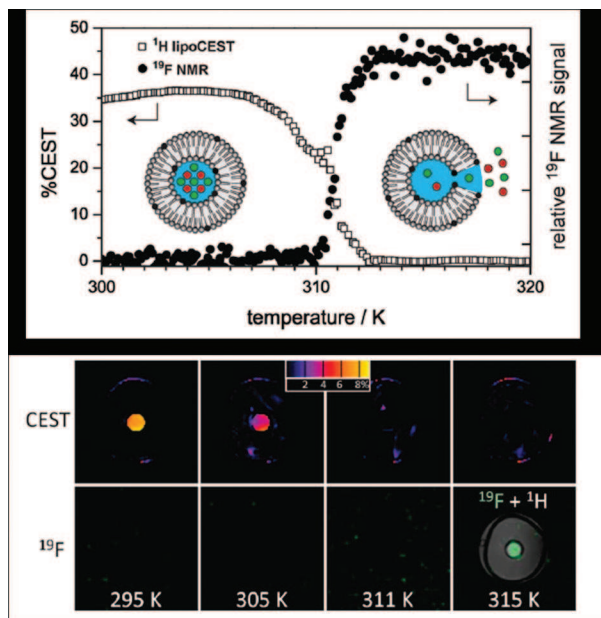 50
40
30
20
10
0
%CEST
¹H lipoCEST
¹⁹F NMR
relative ¹⁹F NMR signal
300 310 320
temperature / K
2 4 6 8%
CEST
¹⁹F
¹⁹F + ¹H
295 K 305 K 311 K 315 K